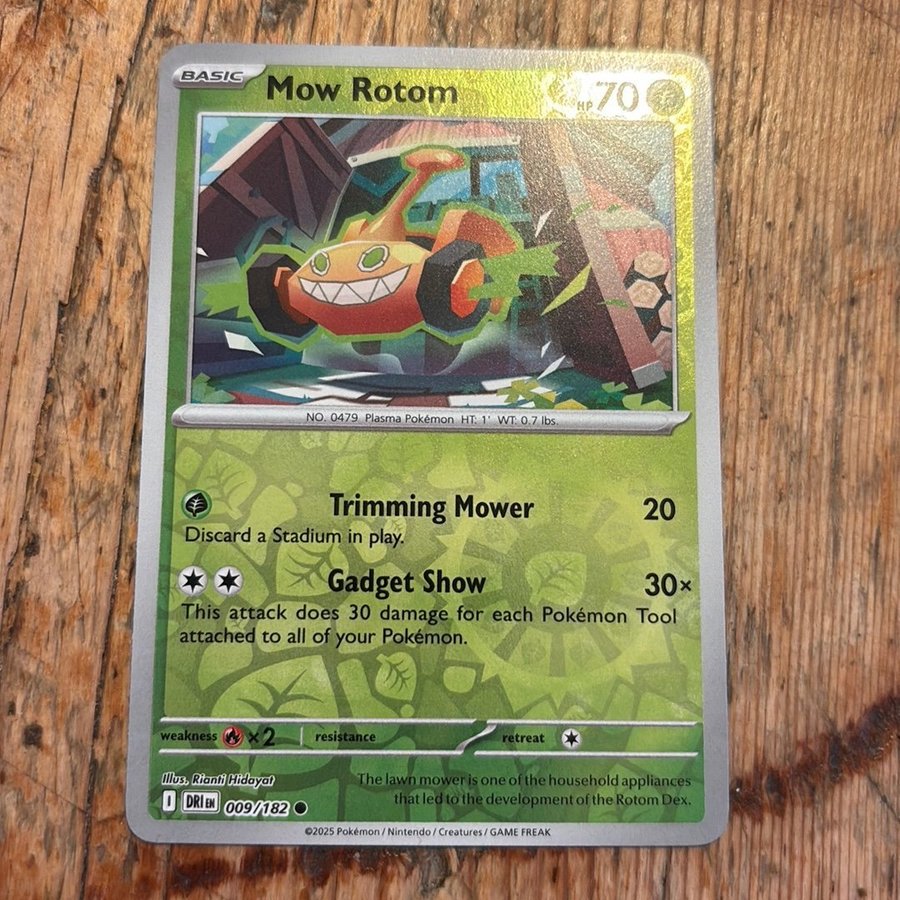 BASIC Mow Rotom HP 70
NO. 0479 Plasma Pokémon HT: 1' WT: 0.7 lbs.
Trimming Mower 20
Discard a Stadium in play.
Gadget Show 30×
This attack does 30 damage for each Pokémon Tool
attached to all of your Pokémon.
weakness ×2 resistance retreat
Illus. Rianti Hidayat
The lawn mower is one of the household appliances
that led to the development of the Rotom Dex.
I DRI EN 009/182
©2025 Pokémon / Nintendo / Creatures / GAME FREAK